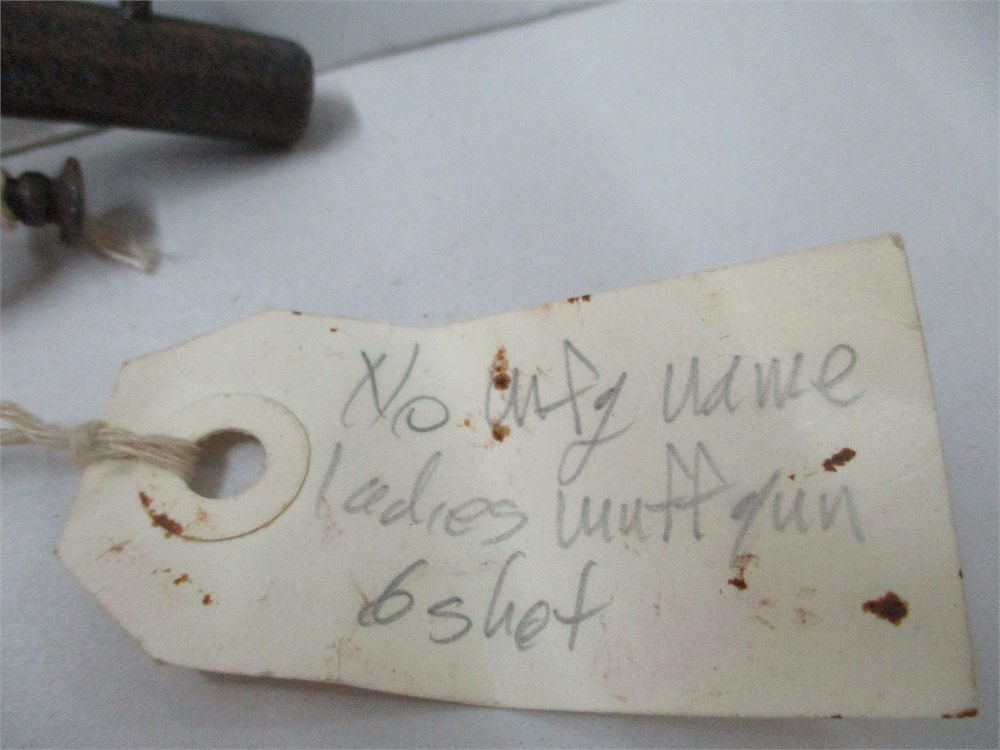 No mfg name
Ladies muff gun
6 shot